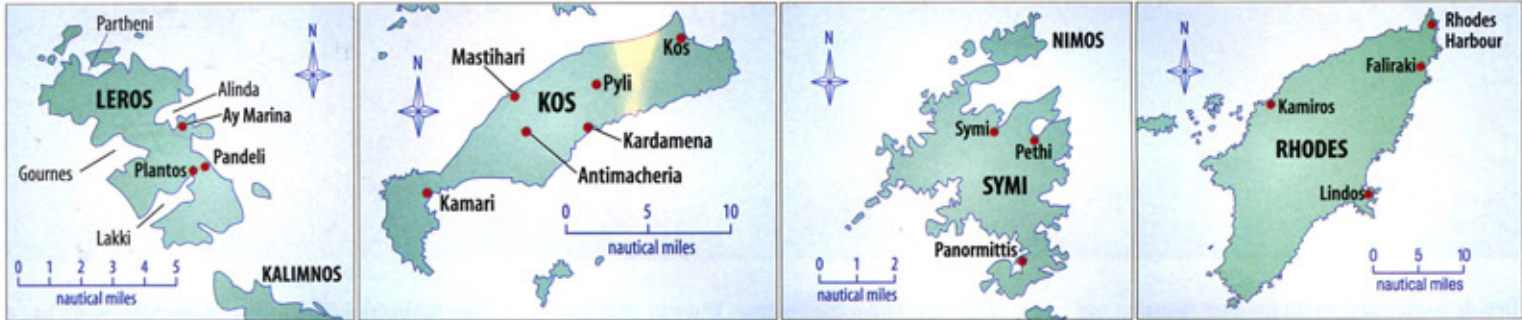 Partheni
N
LEROS
Alinda
Ay Marina
Gournes
Plantos
Pandeli
Lakki
KALIMNOS
0 1 2 3 4 5
nautical miles
Mastihari
N
Kos
Pyli
KOS
Kardamena
Antimacheria
Kamari
0 5 10
nautical miles
N
NIMOS
Symi
Pethi
SYMI
Panormittis
0 1 2
nautical miles
N
Rhodes
Harbour
Faliraki
Kamiros
RHODES
Lindos
0 5 10
nautical miles